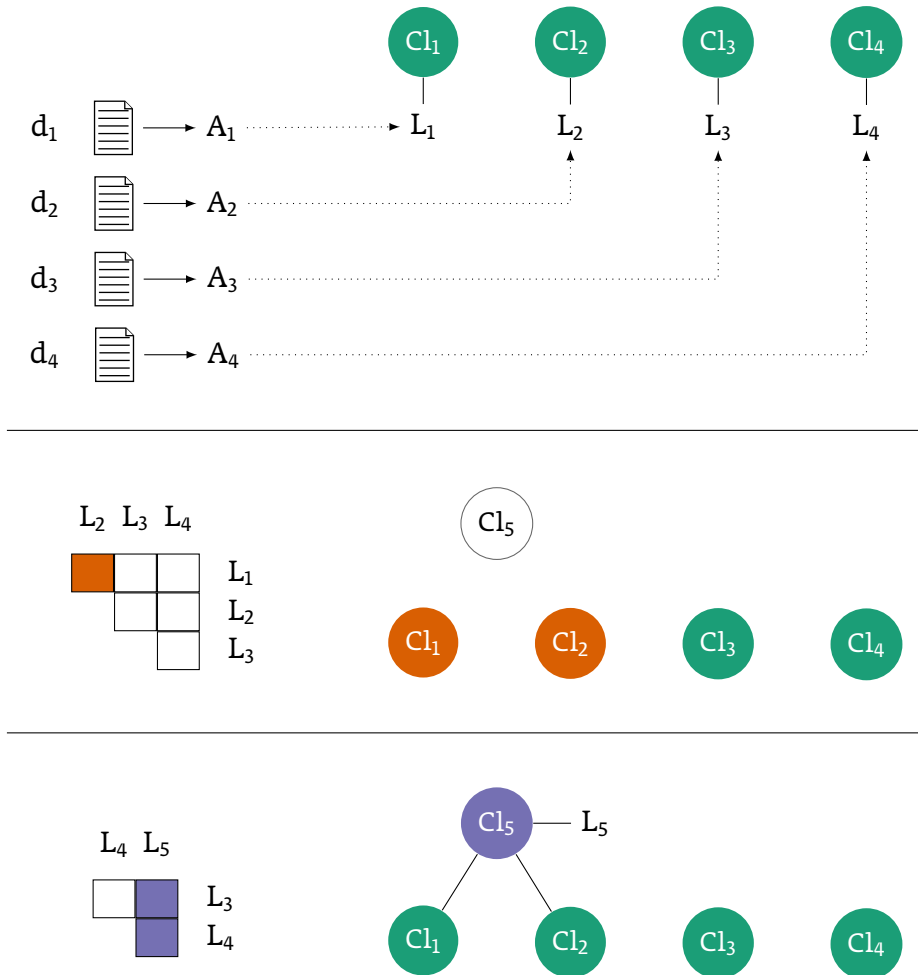 Cl₁ Cl₂ Cl₃ Cl₄
d₁ A₁ L₁ L₂ L₃ L₄
d₂ A₂
d₃ A₃
d₄ A₄
L₂ L₃ L₄ Cl₅
L₁
L₂
L₃ Cl₁ Cl₂ Cl₃ Cl₄
Cl₅ L₅
L₄ L₅
L₃
L₄ Cl₁ Cl₂ Cl₃ Cl₄